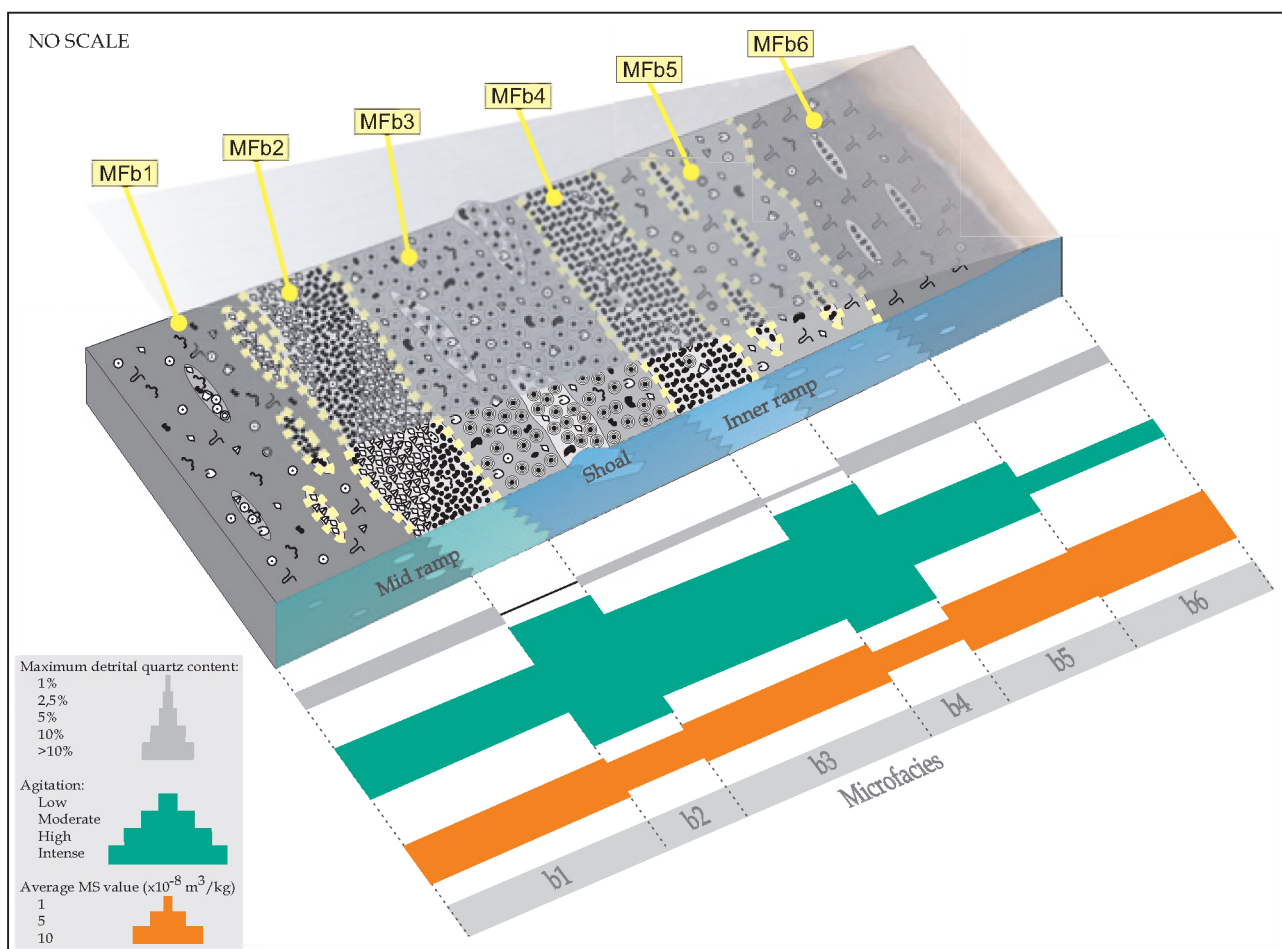 NO SCALE
MFb1
MFb2
MFb3
MFb4
MFb5
MFb6
Mid ramp
Shoal
Inner ramp
b1
b2
b3
b4
b5
b6
Microfacies
Maximum detrital quartz content:
1%
2,5%
5%
10%
>10%
Agitation:
Low
Moderate
High
Intense
Average MS value (x10⁻⁸ m³/kg)
1
5
10